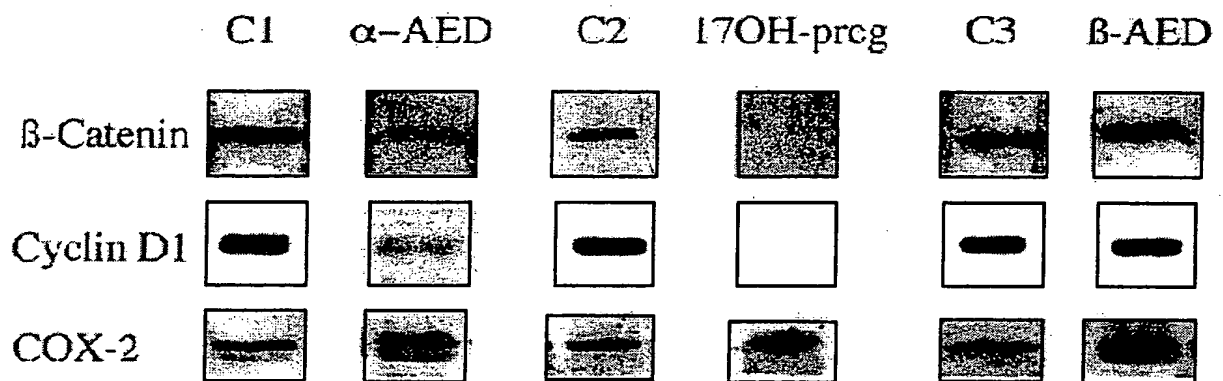 C1 α–AED C2 17OH-preg C3 ß-AED
ß-Catenin
Cyclin D1
COX-2